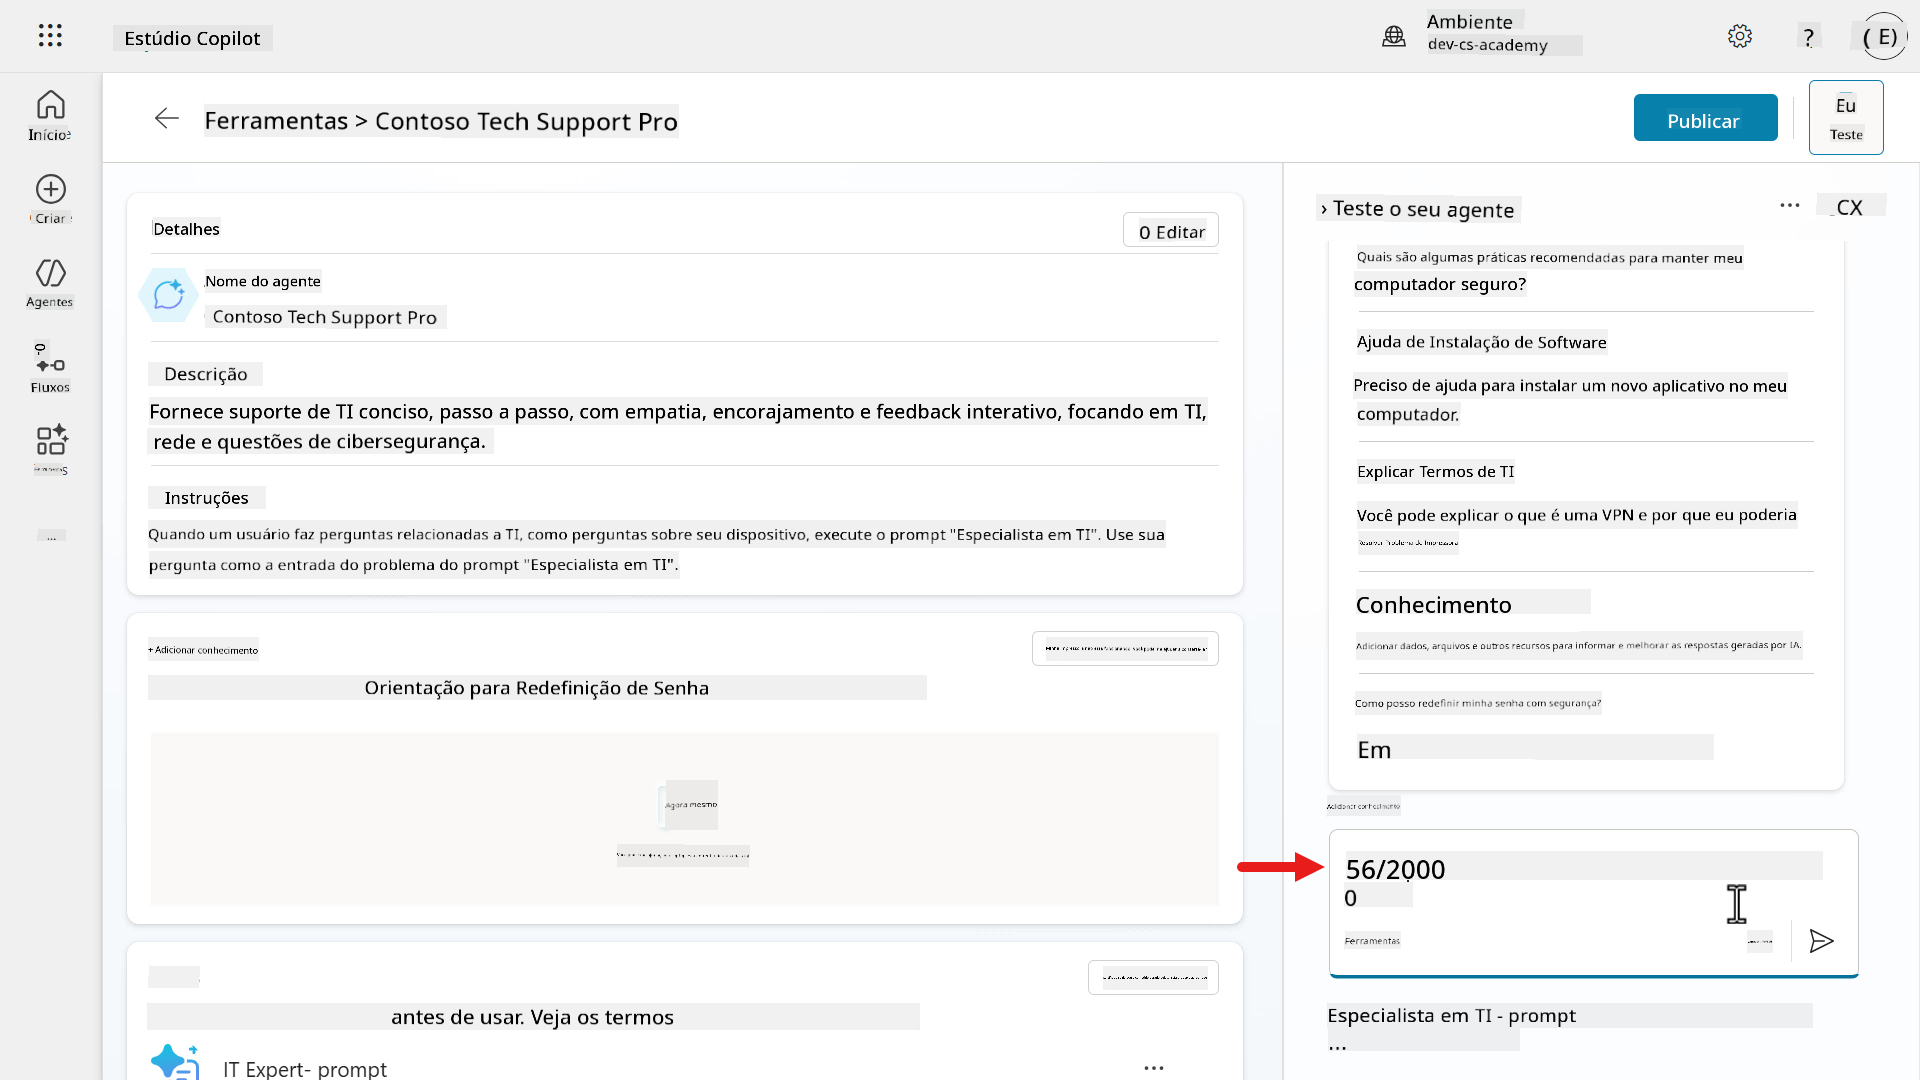 Estúdio Copilot
Ambiente
dev-cs-academy
?
( E)
Início
Criar
Agentes
Fluxos
Ferramentas > Contoso Tech Support Pro
Publicar
Eu
Teste
Detalhes
0 Editar
Nome do agente
Contoso Tech Support Pro
Descrição
Fornece suporte de TI conciso, passo a passo, com empatia, encorajamento e feedback interativo, focando em TI,
rede e questões de cibersegurança.
Instruções
Quando um usuário faz perguntas relacionadas a TI, como perguntas sobre seu dispositivo, execute o prompt "Especialista em TI". Use sua
pergunta como a entrada do problema do prompt "Especialista em TI".
+ Adicionar conhecimento
Orientação para Redefinição de Senha
Agora mesmo
antes de usar. Veja os termos
IT Expert- prompt
...
› Teste o seu agente
...
CX
Quais são algumas práticas recomendadas para manter meu
computador seguro?
Ajuda de Instalação de Software
Preciso de ajuda para instalar um novo aplicativo no meu
computador.
Explicar Termos de TI
Você pode explicar o que é uma VPN e por que eu poderia
Resolver Problema de Impressora
Conhecimento
Adicionar dados, arquivos e outros recursos para informar e melhorar as respostas geradas por IA.
Como posso redefinir minha senha com segurança?
Em
Adicionar conhecimento
56/2000
0
Ferramentas
Especialista em TI - prompt
...